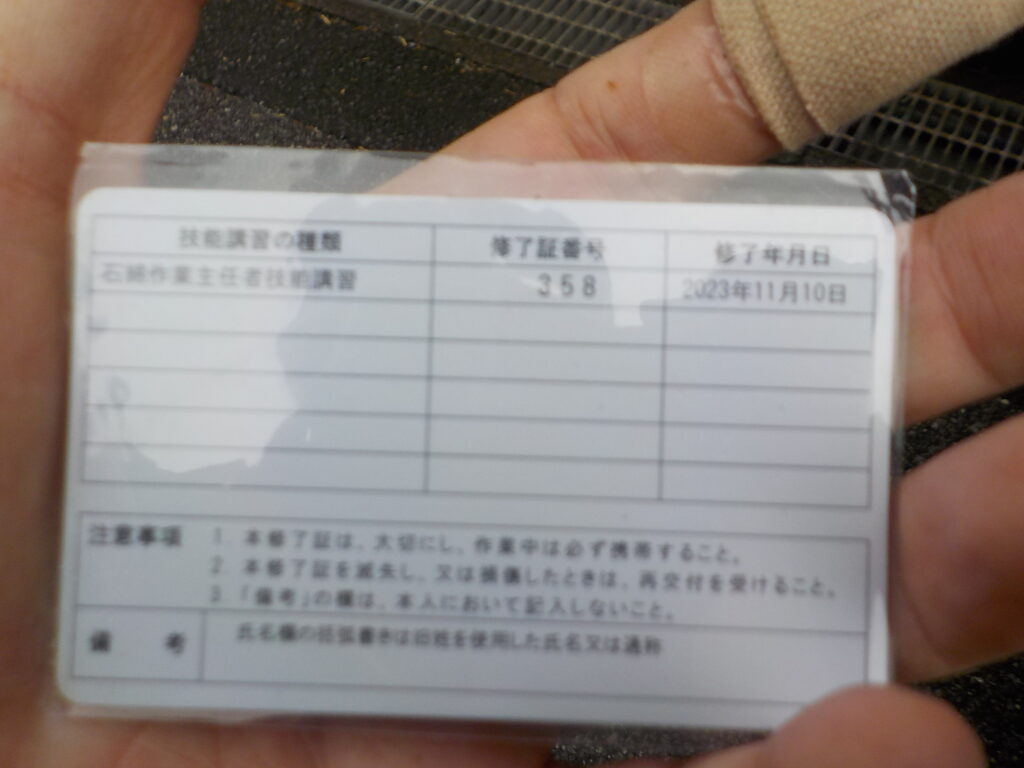 技能講習の種類 修了証番号 修了年月日
石綿作業主任者技能講習 358 2023年11月10日
注意事項 1. 本修了証は、大切にし、作業中は必ず携帯すること。
2. 本修了証を滅失し、又は損傷したときは、再交付を受けること。
3. 「備考」の欄は、本人において記入しないこと。
備考 氏名欄の括弧書きは旧姓を使用した氏名又は通称